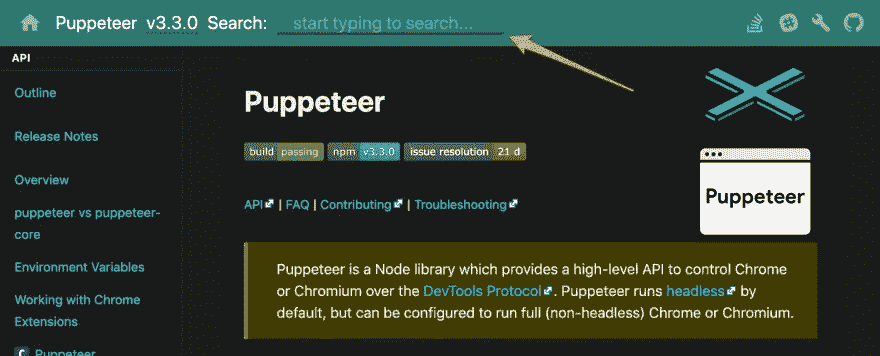 Puppeteer v3.3.0 Search: start typing to search...
API
Outline
Release Notes
Overview
puppeteer vs puppeteer-
core
Environment Variables
Working with Chrome
Extensions
C Puppeteer
Puppeteer
build passing npm v3.3.0 issue resolution 21 d
API | FAQ | Contributing | Troubleshooting
Puppeteer
Puppeteer is a Node library which provides a high-level API to control Chrome
or Chromium over the DevTools Protocol. Puppeteer runs headless by
default, but can be configured to run full (non-headless) Chrome or Chromium.